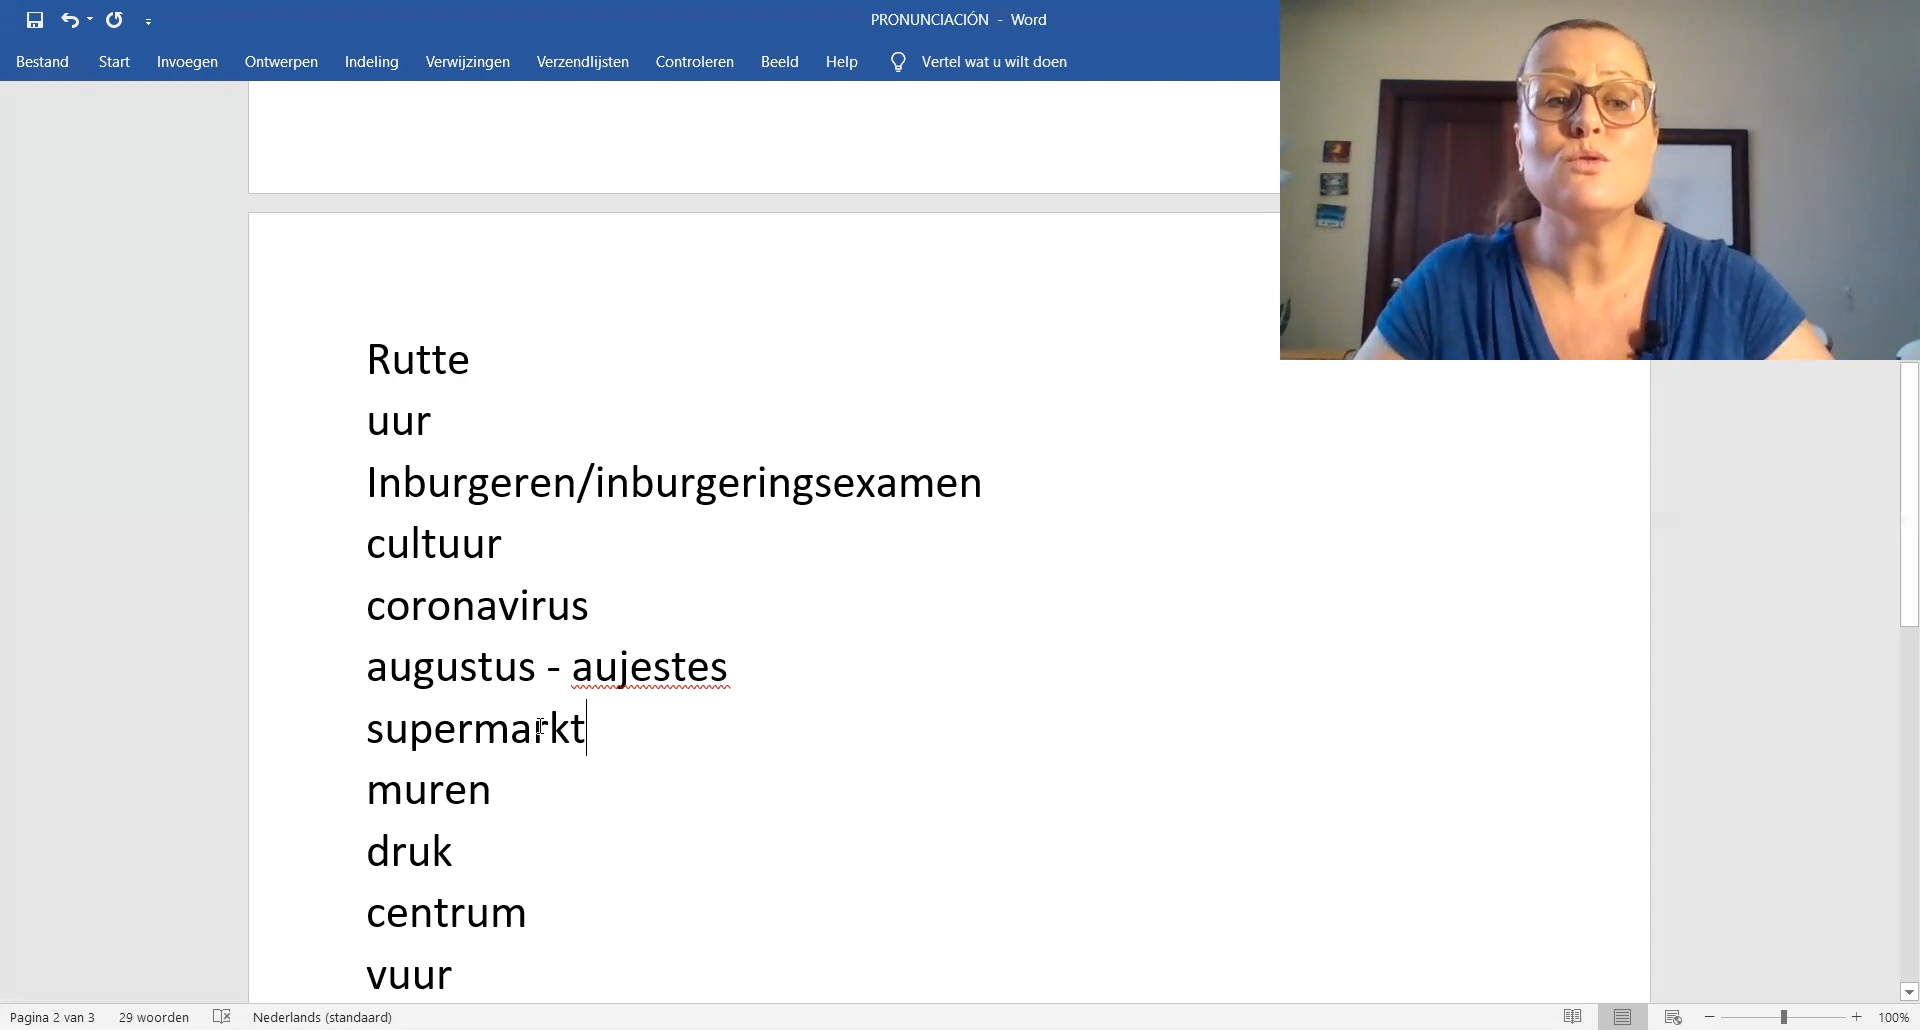 PRONUNCIACIÓN - Word
Bestand Start Invoegen Ontwerpen Indeling Verwijzingen Verzendlijsten Controleren Beeld Help Vertel wat u wilt doen
Rutte
uur
Inburgeren/inburgeringsexamen
cultuur
coronavirus
augustus - aujestes
supermarkt
muren
druk
centrum
vuur
Pagina 2 van 3 29 woorden Nederlands (standaard) 100%